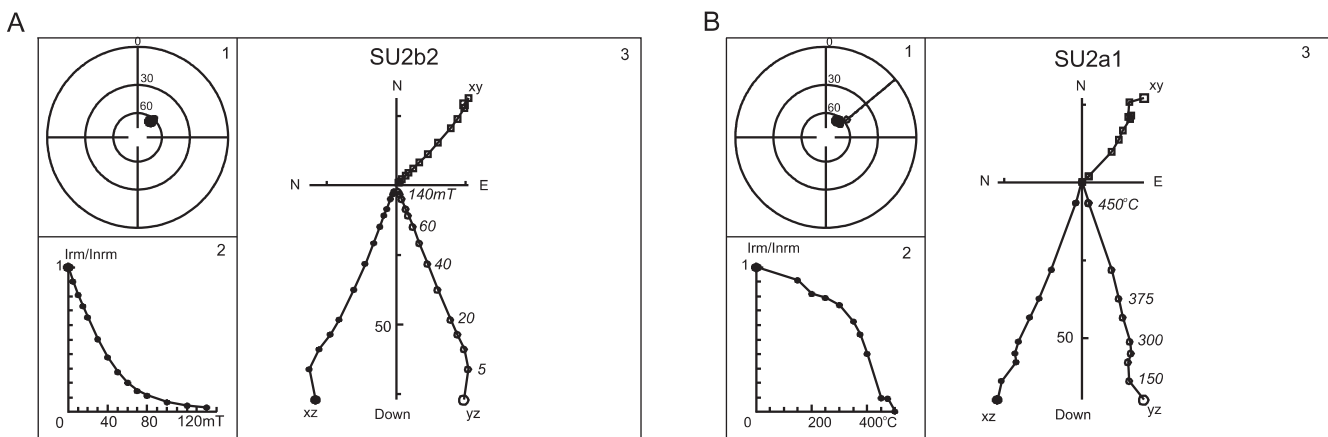 A
1
0
30
60
2
Irm/Inrm
1
0 40 80 120mT
SU2b2
3
N
xy
N E
140mT
60
40
20
50
5
xz Down yz
B
1
0
30
60
2
Irm/Inrm
1
0 200 400°C
SU2a1
3
N
xy
N E
450°C
375
50
300
150
xz Down yz